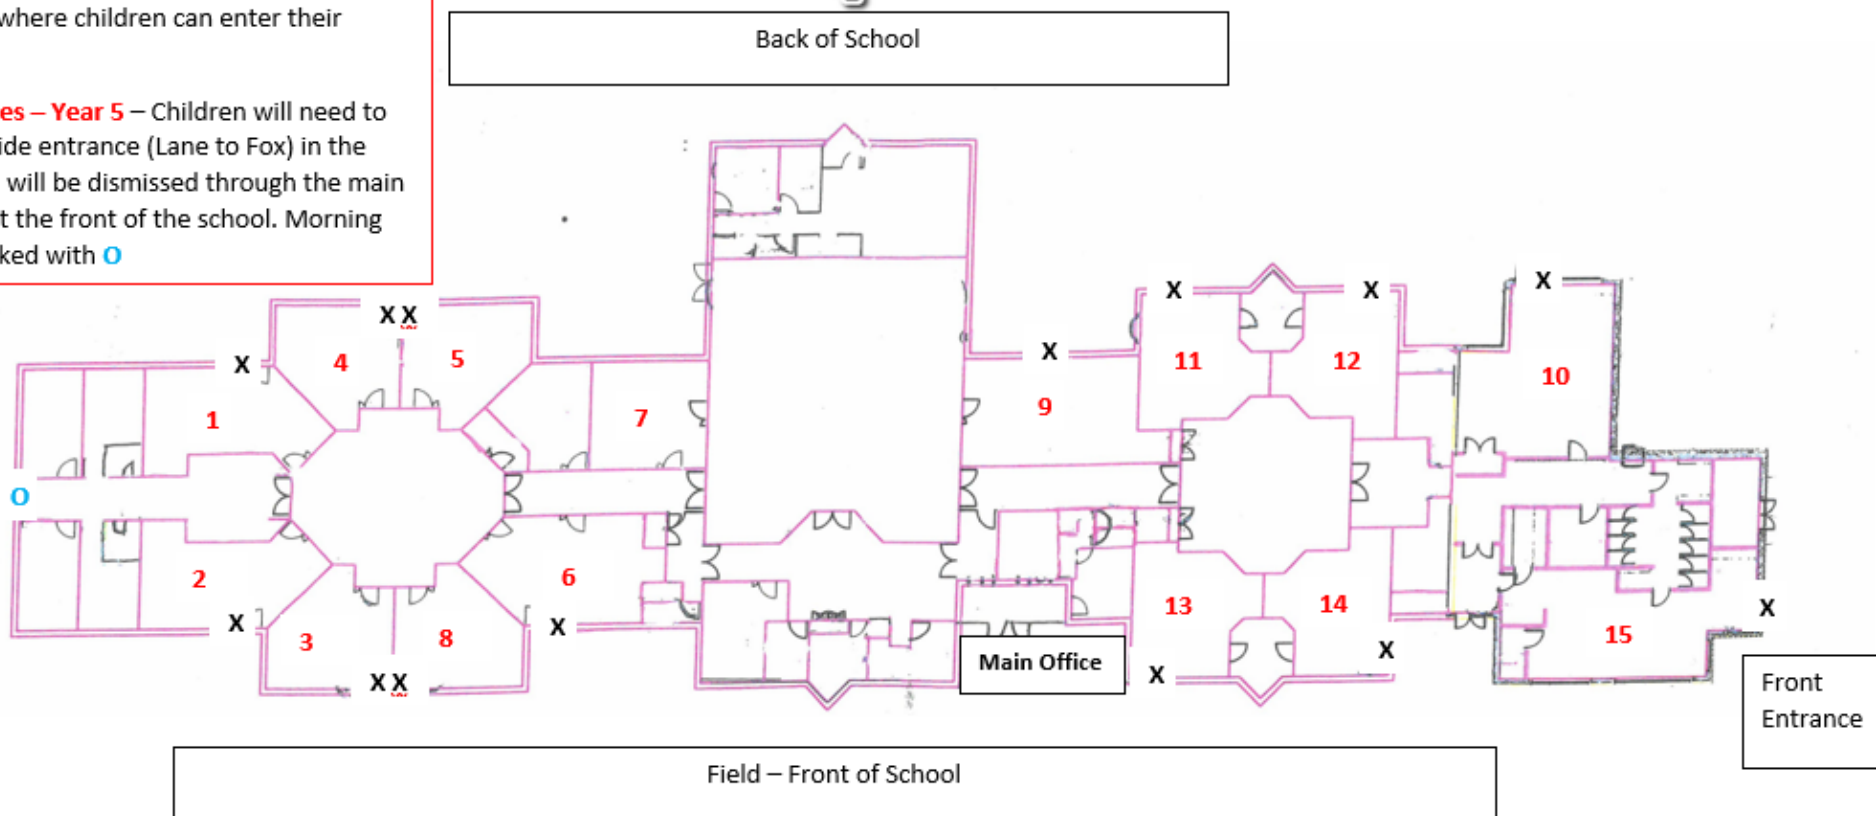 where children can enter their
es – Year 5 – Children will need to
ide entrance (Lane to Fox) in the
will be dismissed through the main
t the front of the school. Morning
ked with O
Back of School
X X
X
4
5
1
7
O
2
6
X
3
8
X
X X
X
9
X
X
11
12
X
10
13
14
X
X
15
X
Main Office
Front
Entrance
Field – Front of School